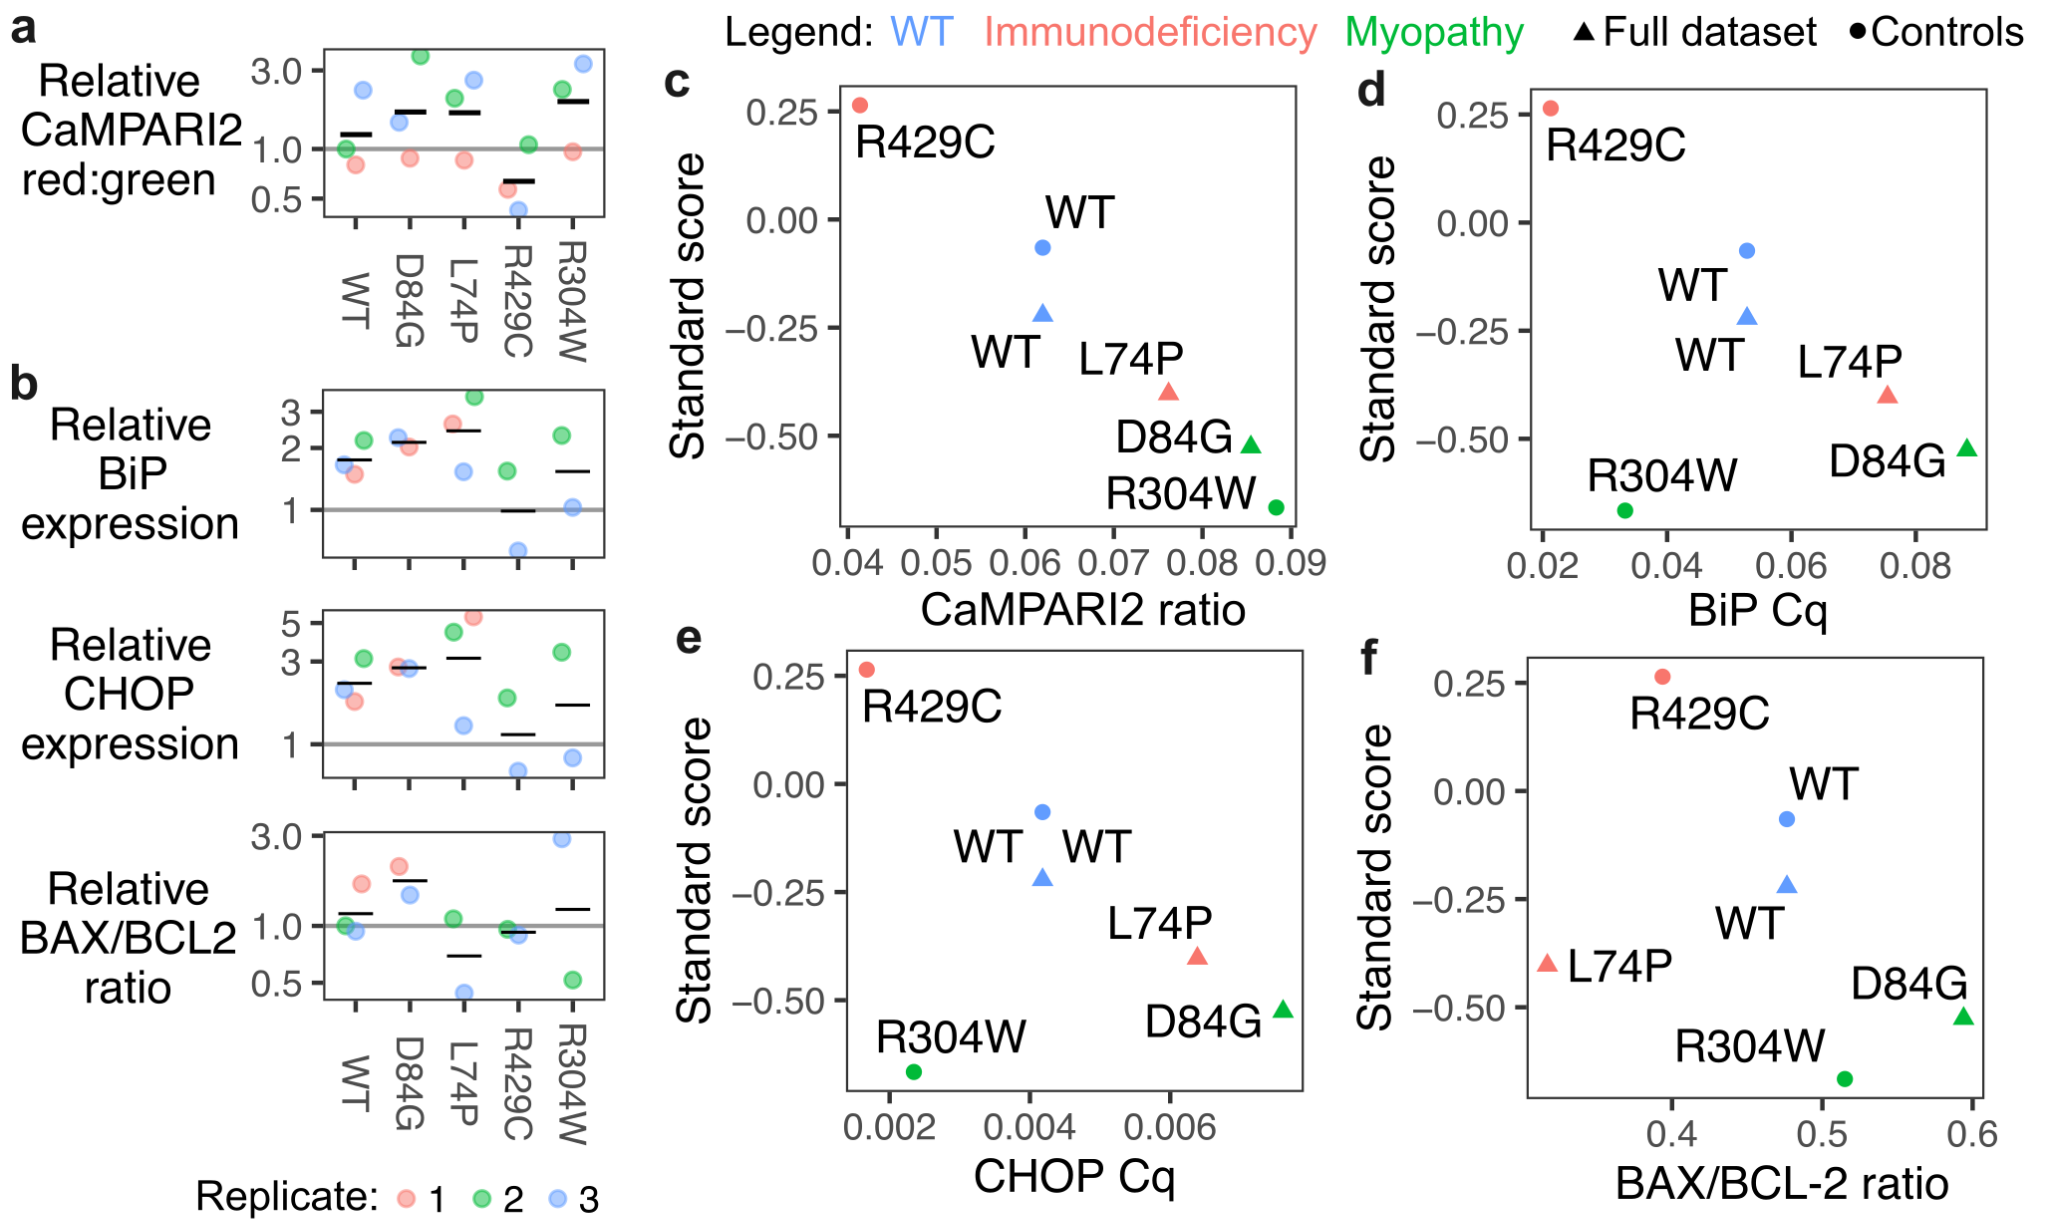 a
Relative
CaMPARI2
red:green
3.0
1.0
0.5
WT
D84G
L74P
R429C
R304W
b
Relative
BiP
expression
3
2
1
Relative
CHOP
expression
5
3
1
Relative
BAX/BCL2
ratio
3.0
1.0
0.5
WT
D84G
L74P
R429C
R304W
Replicate: 1 2 3
Legend: WT Immunodeficiency Myopathy Full dataset Controls
c
Standard score
0.25
0.00
−0.25
−0.50
R429C
WT
WT
L74P
D84G
R304W
0.04 0.05 0.06 0.07 0.08 0.09
CaMPARI2 ratio
d
Standard score
0.25
0.00
−0.25
−0.50
R429C
WT
WT
L74P
D84G
R304W
0.02 0.04 0.06 0.08
BiP Cq
e
Standard score
0.25
0.00
−0.25
−0.50
R429C
WT WT
L74P
D84G
R304W
0.002 0.004 0.006
CHOP Cq
f
Standard score
0.25
0.00
−0.25
−0.50
R429C
WT
WT
L74P
D84G
R304W
0.4 0.5 0.6
BAX/BCL-2 ratio